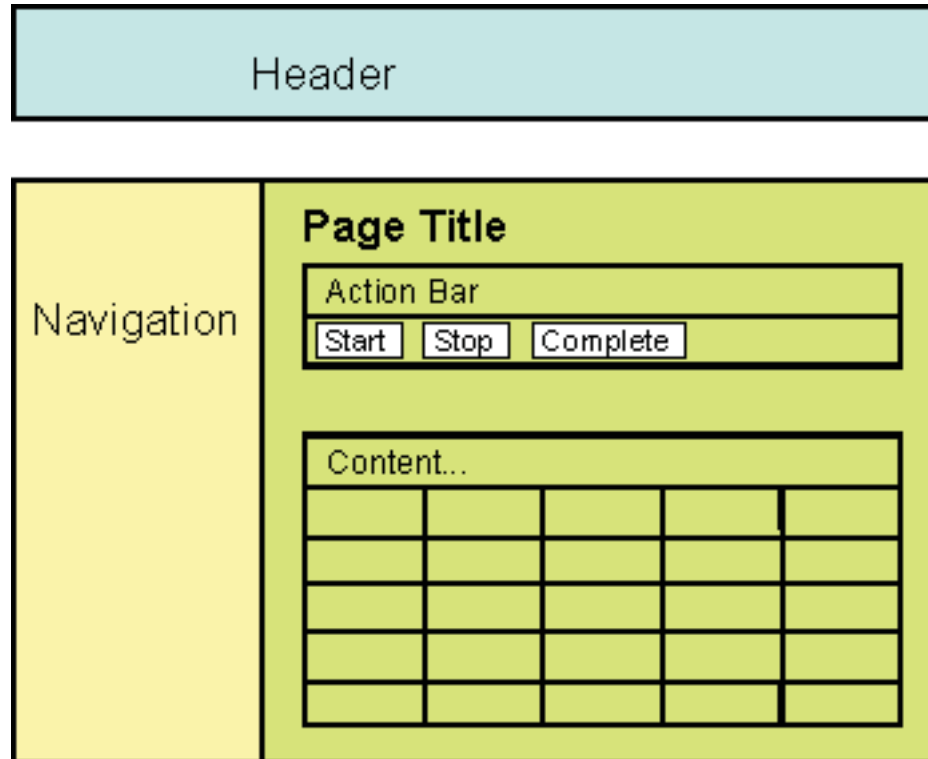 Header
Navigation
Page Title
Action Bar
Start Stop Complete
Content...